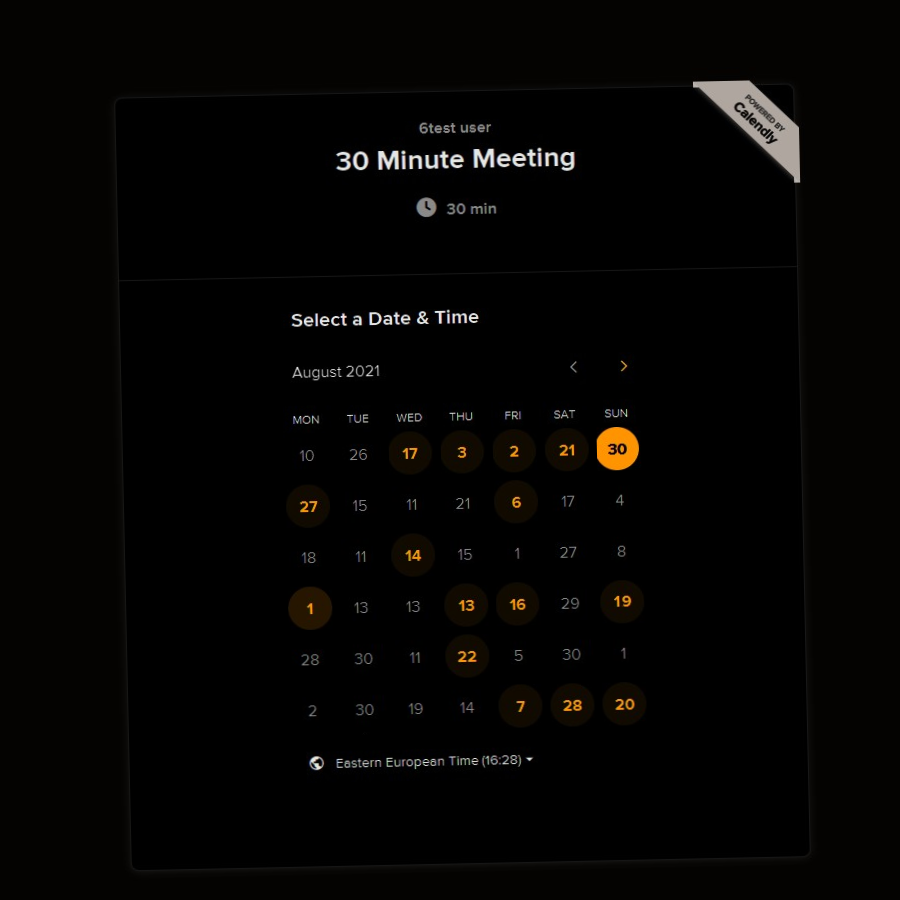 POWERED BY
Calendly
6test user
30 Minute Meeting
30 min
Select a Date & Time
August 2021
MON TUE WED THU FRI SAT SUN
10 26 17 3 2 21 30
27 15 11 21 6 17 4
18 11 14 15 1 27 8
1 13 13 13 16 29 19
28 30 11 22 5 30 1
2 30 19 14 7 28 20
Eastern European Time (16:28)